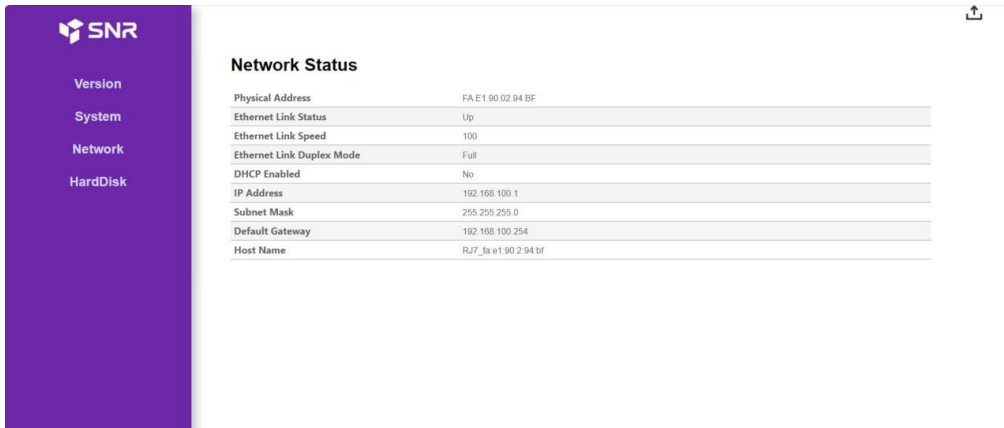 SNR
Version
System
Network
HardDisk
Network Status
Physical Address FA.E1.90.02.94.BF
Ethernet Link Status Up
Ethernet Link Speed 100
Ethernet Link Duplex Mode Full
DHCP Enabled No
IP Address 192.168.100.1
Subnet Mask 255.255.255.0
Default Gateway 192.168.100.254
Host Name RJ7_fa:e1:90:2:94:bf